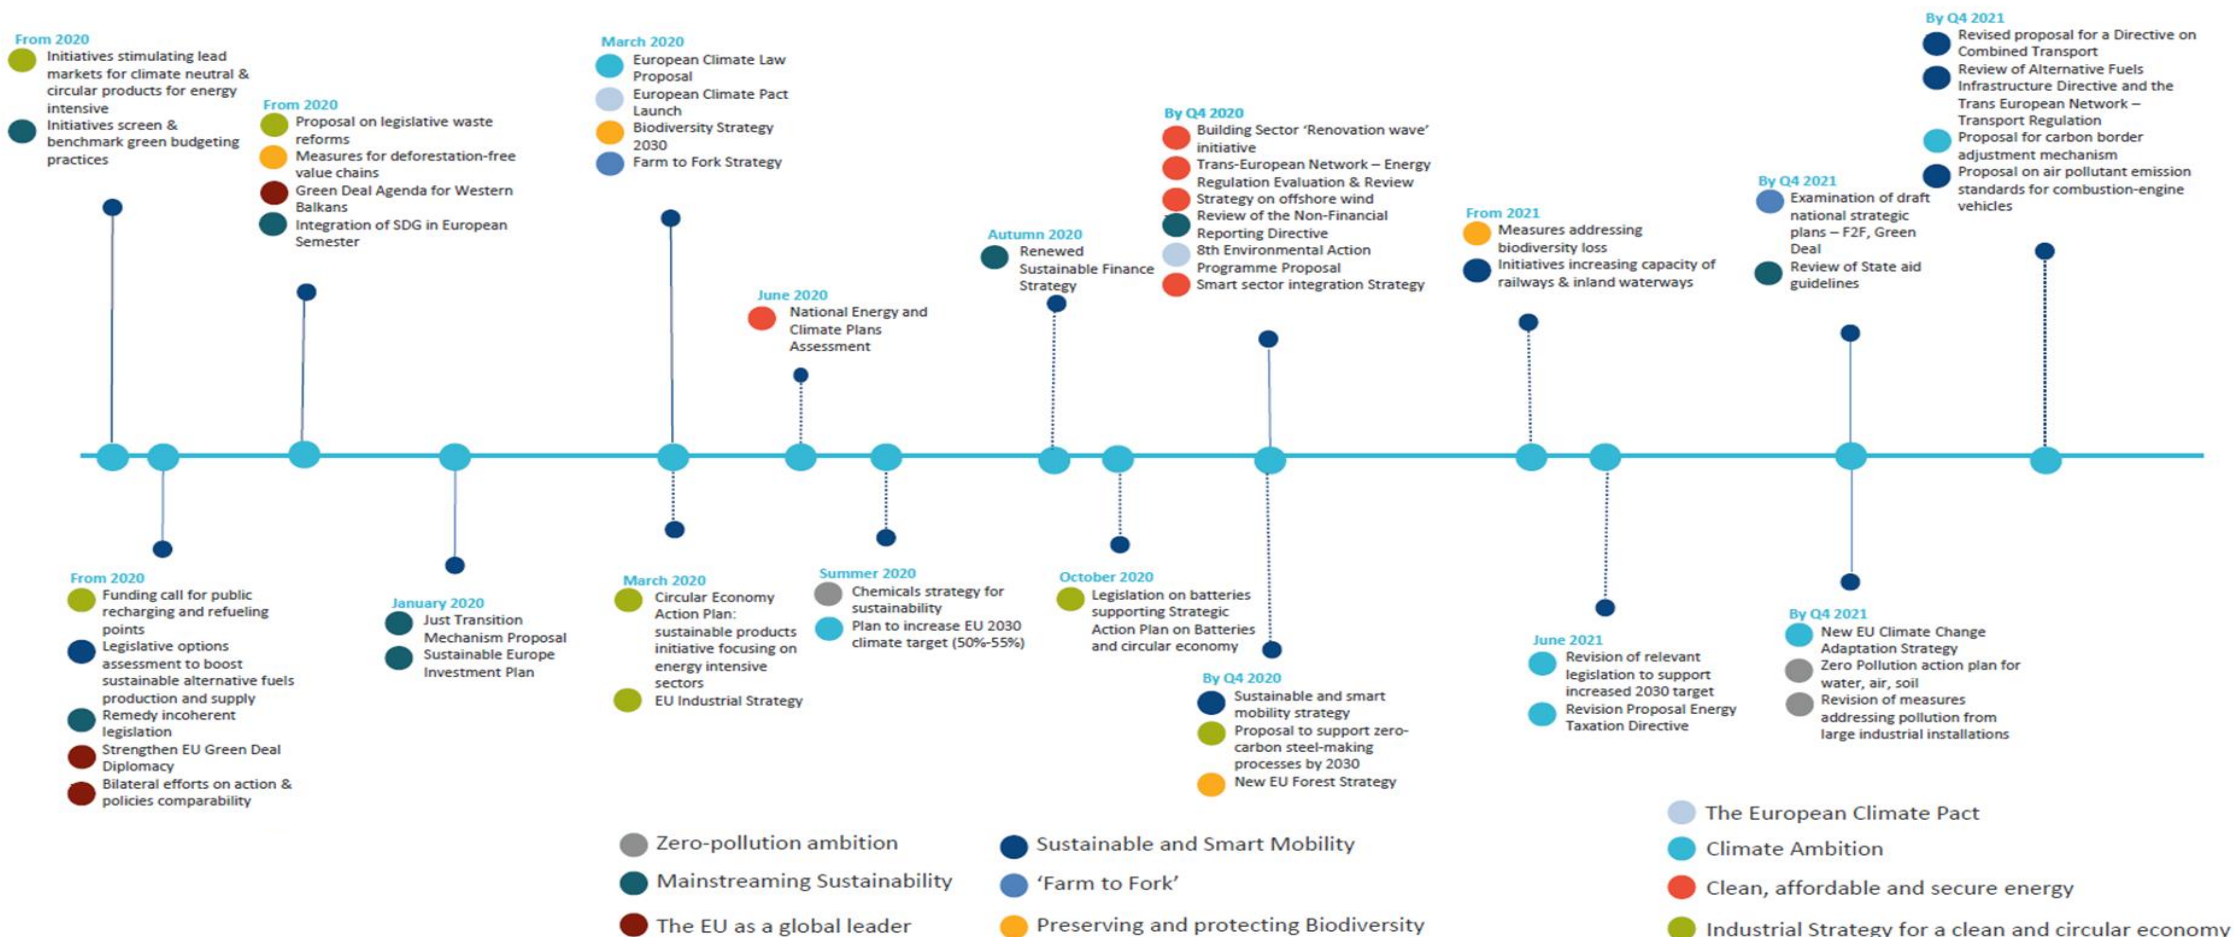 From 2020
Initiatives stimulating lead
markets for climate neutral &
circular products for energy
intensive
Initiatives screen &
benchmark green budgeting
practices
From 2020
Proposal on legislative waste
reforms
Measures for deforestation-free
value chains
Green Deal Agenda for Western
Balkans
Integration of SDG in European
Semester
March 2020
European Climate Law
Proposal
European Climate Pact
Launch
Biodiversity Strategy
2030
Farm to Fork Strategy
June 2020
National Energy and
Climate Plans
Assessment
Autumn 2020
Renewed
Sustainable Finance
Strategy
By Q4 2020
Building Sector ‘Renovation wave’
initiative
Trans-European Network – Energy
Regulation Evaluation & Review
Strategy on offshore wind
Review of the Non-Financial
Reporting Directive
8th Environmental Action
Programme Proposal
Smart sector integration Strategy
From 2021
Measures addressing
biodiversity loss
Initiatives increasing capacity of
railways & inland waterways
By Q4 2021
Examination of draft
national strategic
plans – F2F, Green
Deal
Review of State aid
guidelines
By Q4 2021
Revised proposal for a Directive on
Combined Transport
Review of Alternative Fuels
Infrastructure Directive and the
Trans European Network –
Transport Regulation
Proposal for carbon border
adjustment mechanism
Proposal on air pollutant emission
standards for combustion-engine
vehicles
From 2020
Funding call for public
recharging and refueling
points
Legislative options
assessment to boost
sustainable alternative fuels
production and supply
Remedy incoherent
legislation
Strengthen EU Green Deal
Diplomacy
Bilateral efforts on action &
policies comparability
January 2020
Just Transition
Mechanism Proposal
Sustainable Europe
Investment Plan
March 2020
Circular Economy
Action Plan:
sustainable products
initiative focusing on
energy intensive
sectors
EU Industrial Strategy
Summer 2020
Chemicals strategy for
sustainability
Plan to increase EU 2030
climate target (50%-55%)
October 2020
Legislation on batteries
supporting Strategic
Action Plan on Batteries
and circular economy
By Q4 2020
Sustainable and smart
mobility strategy
Proposal to support zero-
carbon steel-making
processes by 2030
New EU Forest Strategy
June 2021
Revision of relevant
legislation to support
increased 2030 target
Revision Proposal Energy
Taxation Directive
By Q4 2021
New EU Climate Change
Adaptation Strategy
Zero Pollution action plan for
water, air, soil
Revision of measures
addressing pollution from
large industrial installations
Zero-pollution ambition
Mainstreaming Sustainability
The EU as a global leader
Sustainable and Smart Mobility
‘Farm to Fork’
Preserving and protecting Biodiversity
The European Climate Pact
Climate Ambition
Clean, affordable and secure energy
Industrial Strategy for a clean and circular economy